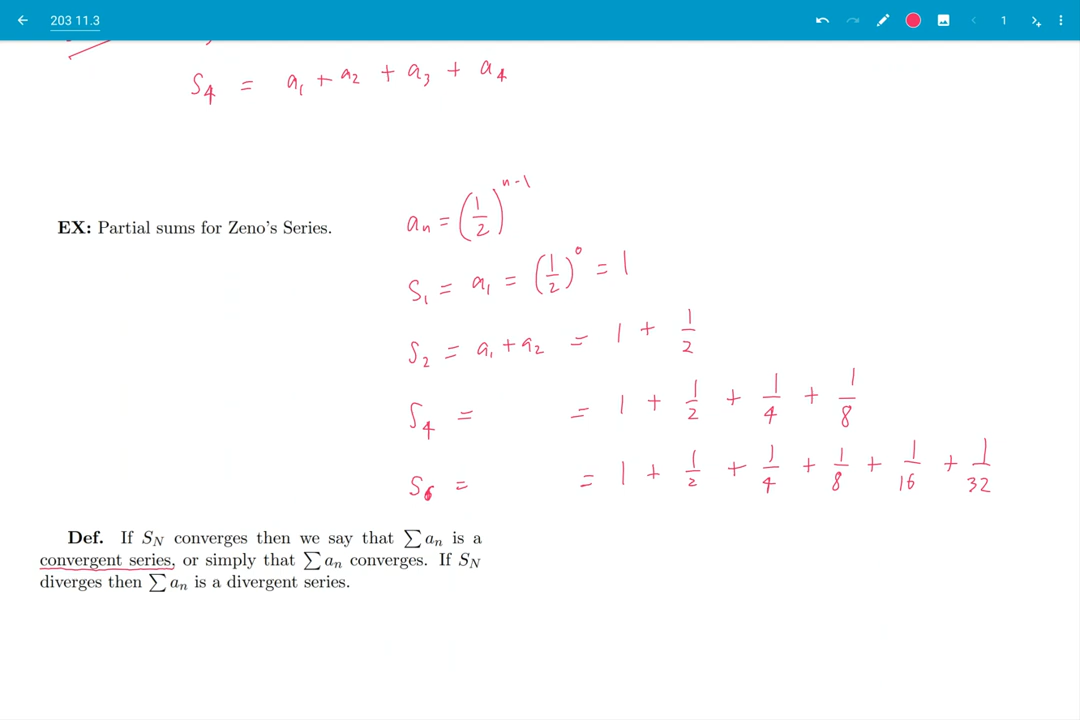 203 11.3
1
S₄ = a₁ + a₂ + a₃ + a₄
aₙ = (1/2)ⁿ⁻¹
EX: Partial sums for Zeno's Series.
S₁ = a₁ = (1/2)⁰ = 1
S₂ = a₁ + a₂ = 1 + 1/2
S₄ = = 1 + 1/2 + 1/4 + 1/8
S₆ = = 1 + 1/2 + 1/4 + 1/8 + 1/16 + 1/32
Def. If S_N converges then we say that ∑ aₙ is a
convergent series, or simply that ∑ aₙ converges. If S_N
diverges then ∑ aₙ is a divergent series.